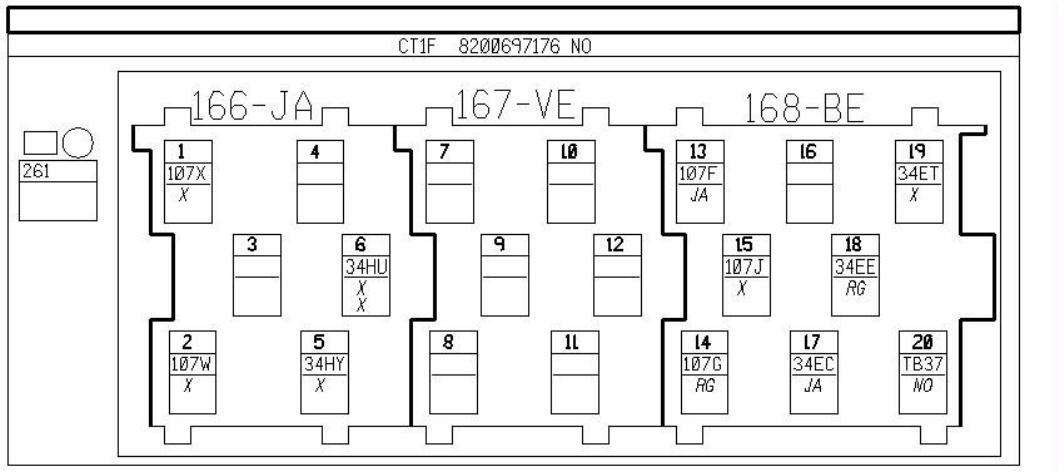 CT1F 8200697176 NO
166-JA 167-VE 168-BE
261
1 4 7 10 13 16 19
107X 107F 34ET
X JA X
3 6 9 12 15 18
34HU 107J 34EE
X X RG
X
2 5 8 11 14 17 20
107W 34HY 107G 34EC TB37
X X RG JA NO